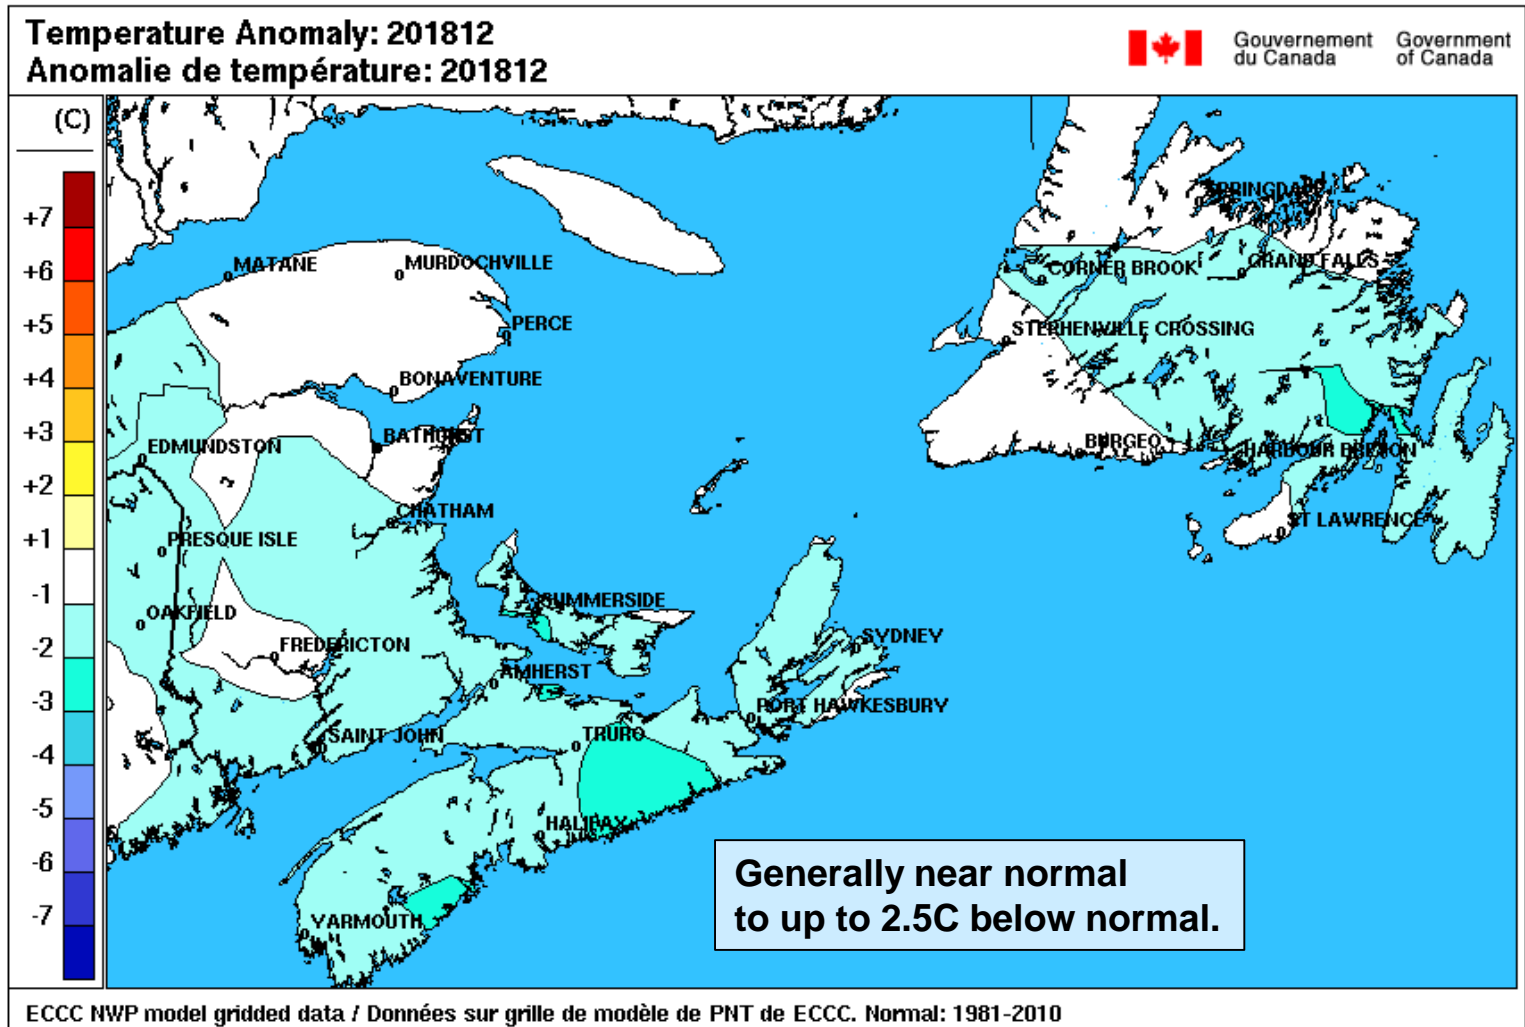 Temperature Anomaly: 201812
Anomalie de température: 201812
Gouvernement du Canada
Government of Canada
(C)
+7
+6
+5
+4
+3
+2
+1
-1
-2
-3
-4
-5
-6
-7
MATANE
MURDOCHVILLE
PERCE
BONAVENTURE
BATHURST
EDMUNDSTON
CHATHAM
PRESQUE ISLE
OAKFIELD
FREDERICTON
SUMMERSIDE
AMHERST
SYDNEY
PORT HAWKESBURY
SAINT JOHN
TRURO
HALIFAX
YARMOUTH
SPRINGDALE
CORNER BROOK
GRAND FALLS
STEPHENVILLE CROSSING
BURGEO
HARBOUR BRETON
ST LAWRENCE
Generally near normal
to up to 2.5C below normal.
ECCC NWP model gridded data / Données sur grille de modèle de PNT de ECCC. Normal: 1981-2010